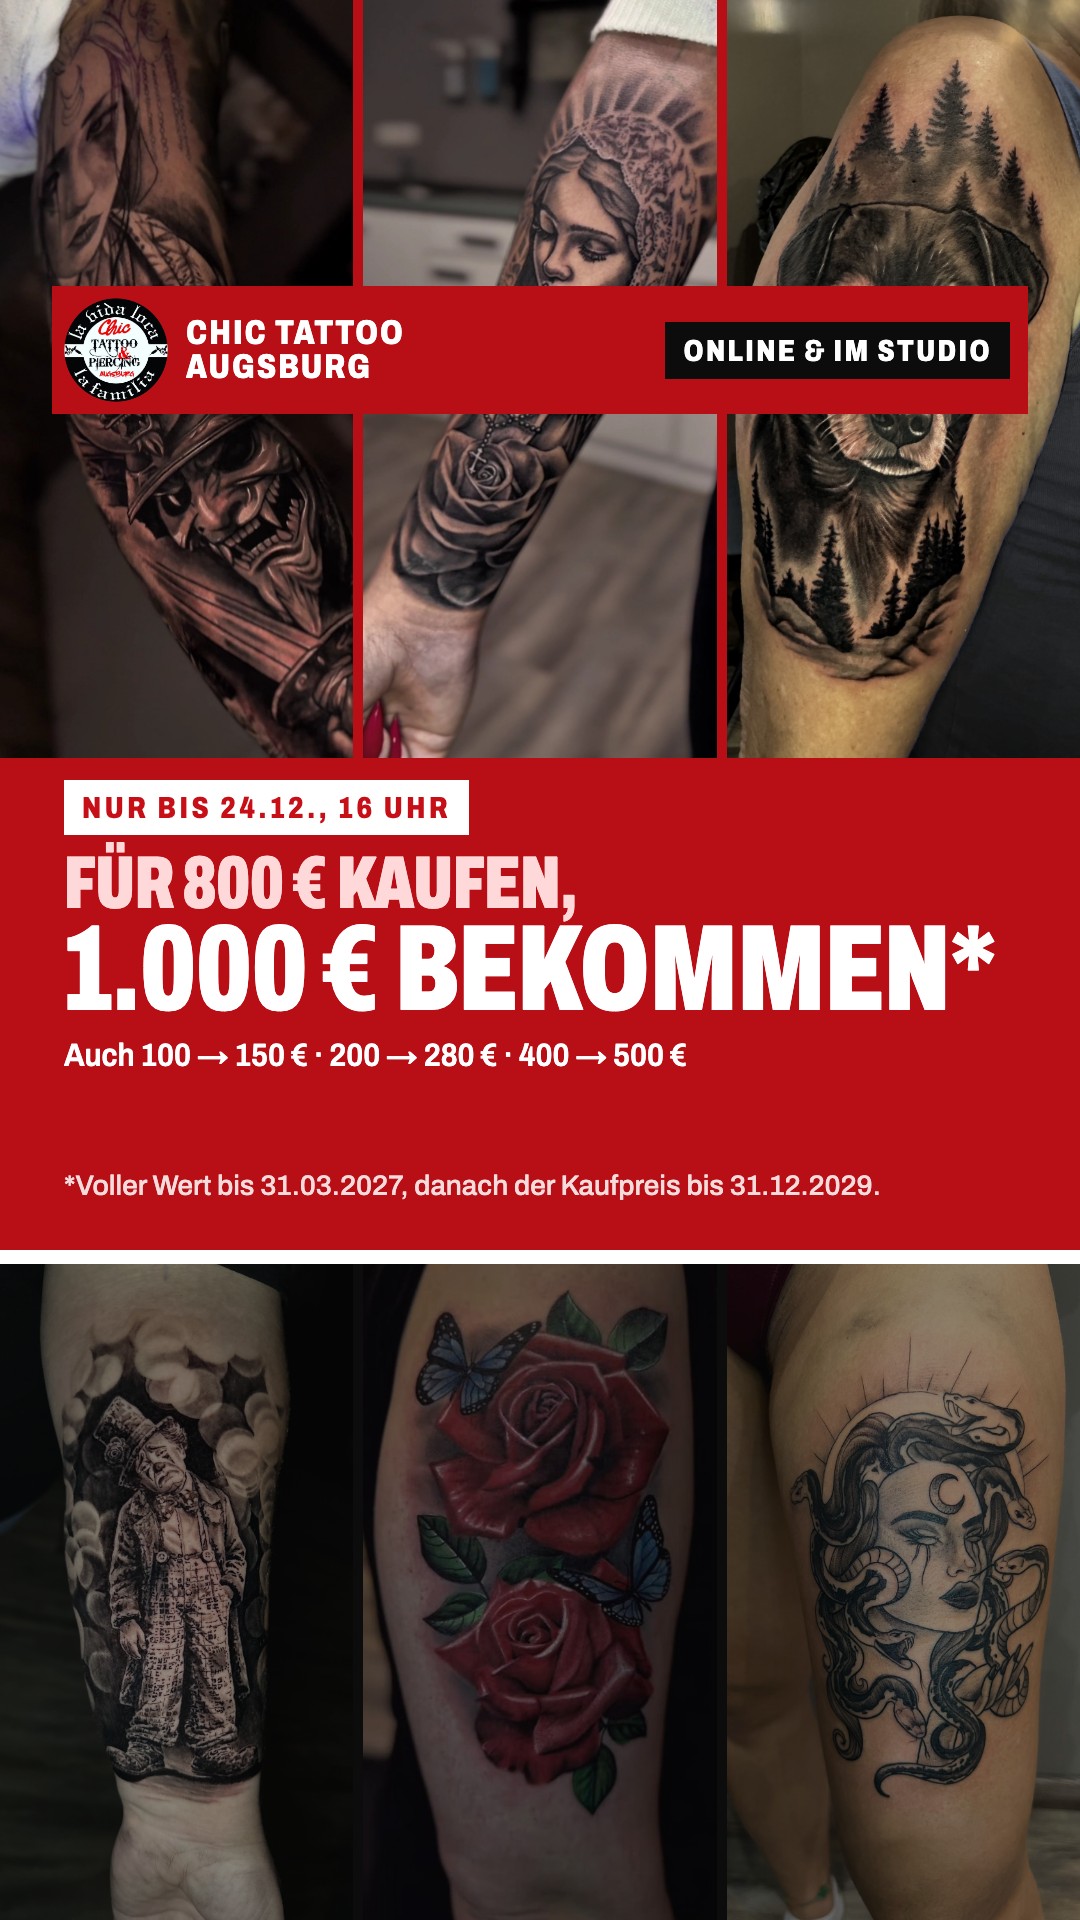 la vida loca
Chic
TATTOO
&
PIERCING
AUGSBURG
la familia
CHIC TATTOO
AUGSBURG
ONLINE & IM STUDIO
NUR BIS 24.12., 16 UHR
FÜR 800 € KAUFEN,
1.000 € BEKOMMEN*
Auch 100 → 150 € · 200 → 280 € · 400 → 500 €
*Voller Wert bis 31.03.2027, danach der Kaufpreis bis 31.12.2029.